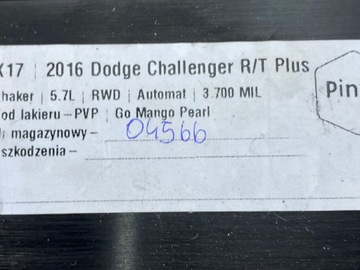 X17 | 2016 Dodge Challenger R/T Plus
haker | 5.7L | RWD | Automat | 3.700 MIL
od lakieru – PVP | Go Mango Pearl
magazynowy – 04566
szkodzenia –
Pin